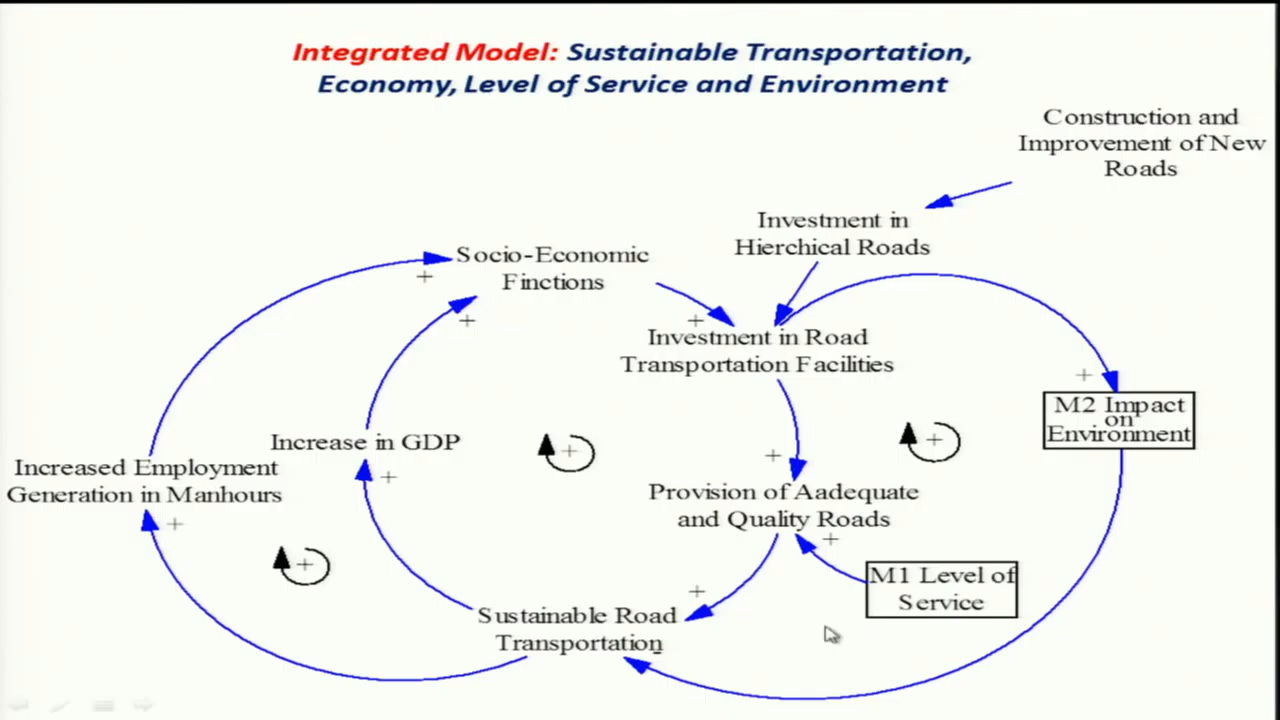 Integrated Model: Sustainable Transportation,
Economy, Level of Service and Environment
Construction and
Improvement of New
Roads
Investment in
Hierchical Roads
Socio-Economic
Finctions
+
+
+
Investment in Road
Transportation Facilities
+
M2 Impact
on
Environment
Increase in GDP
+
+
+
+
Increased Employment
Generation in Manhours
+
Provision of Aadequate
and Quality Roads
+
+
M1 Level of
Service
+
Sustainable Road
Transportation